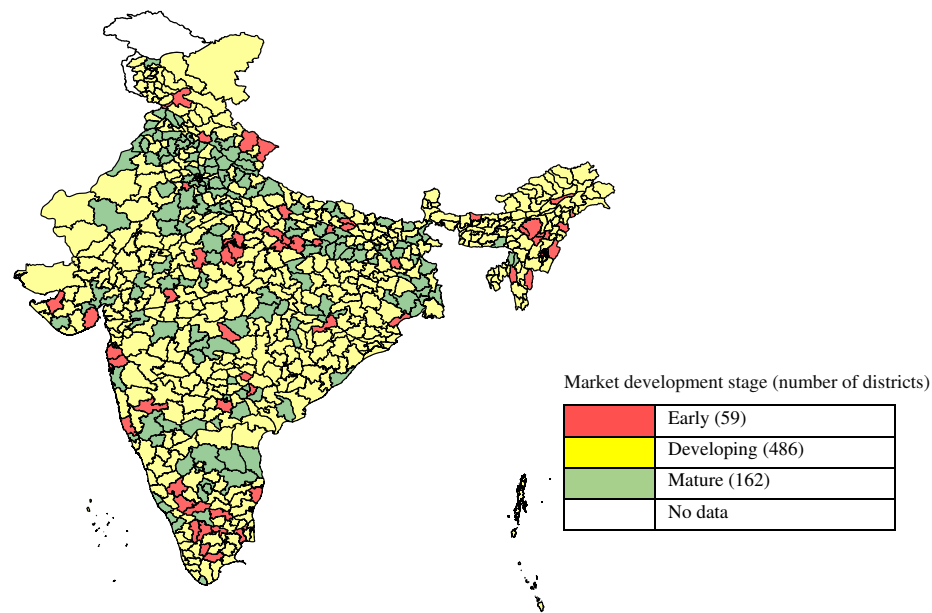 Market development stage (number of districts)
Early (59)
Developing (486)
Mature (162)
No data